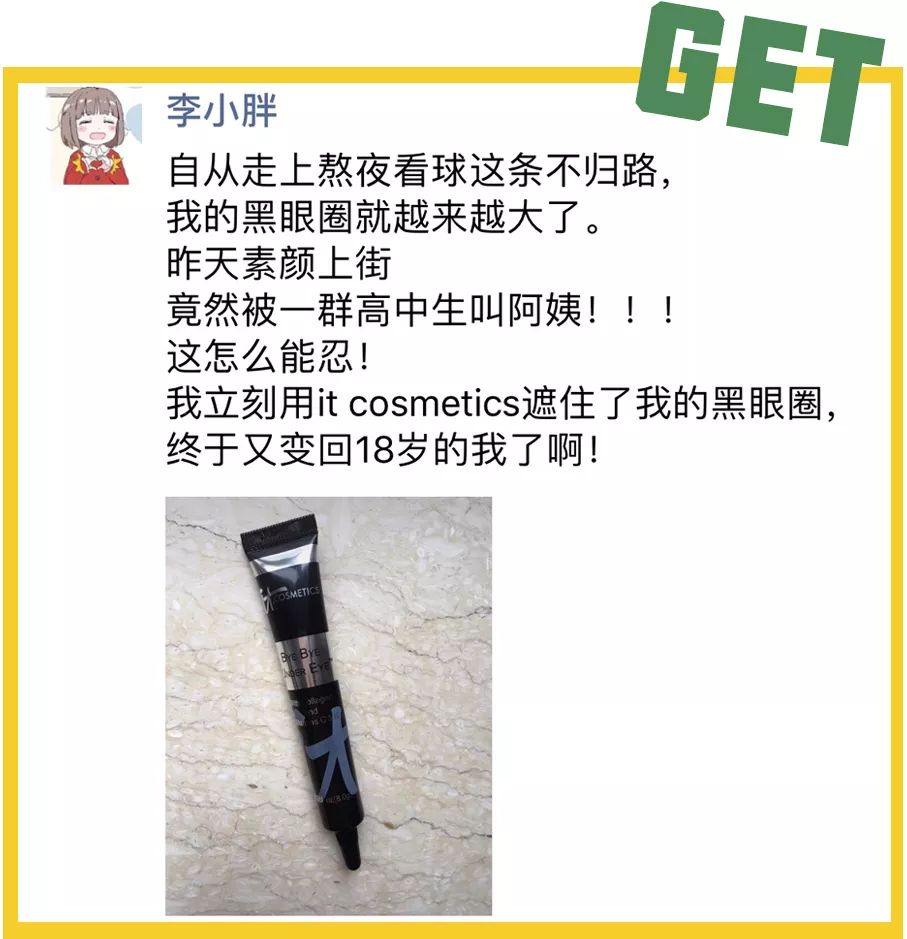 GET
李小胖
自从走上熬夜看球这条不归路，
我的黑眼圈就越来越大了。
昨天素颜上街
竟然被一群高中生叫阿姨！！！
这怎么能忍！
我立刻用it cosmetics遮住了我的黑眼圈，
终于又变回18岁的我了啊！
it COSMETICS
BYE BYE
UNDER EYE
it